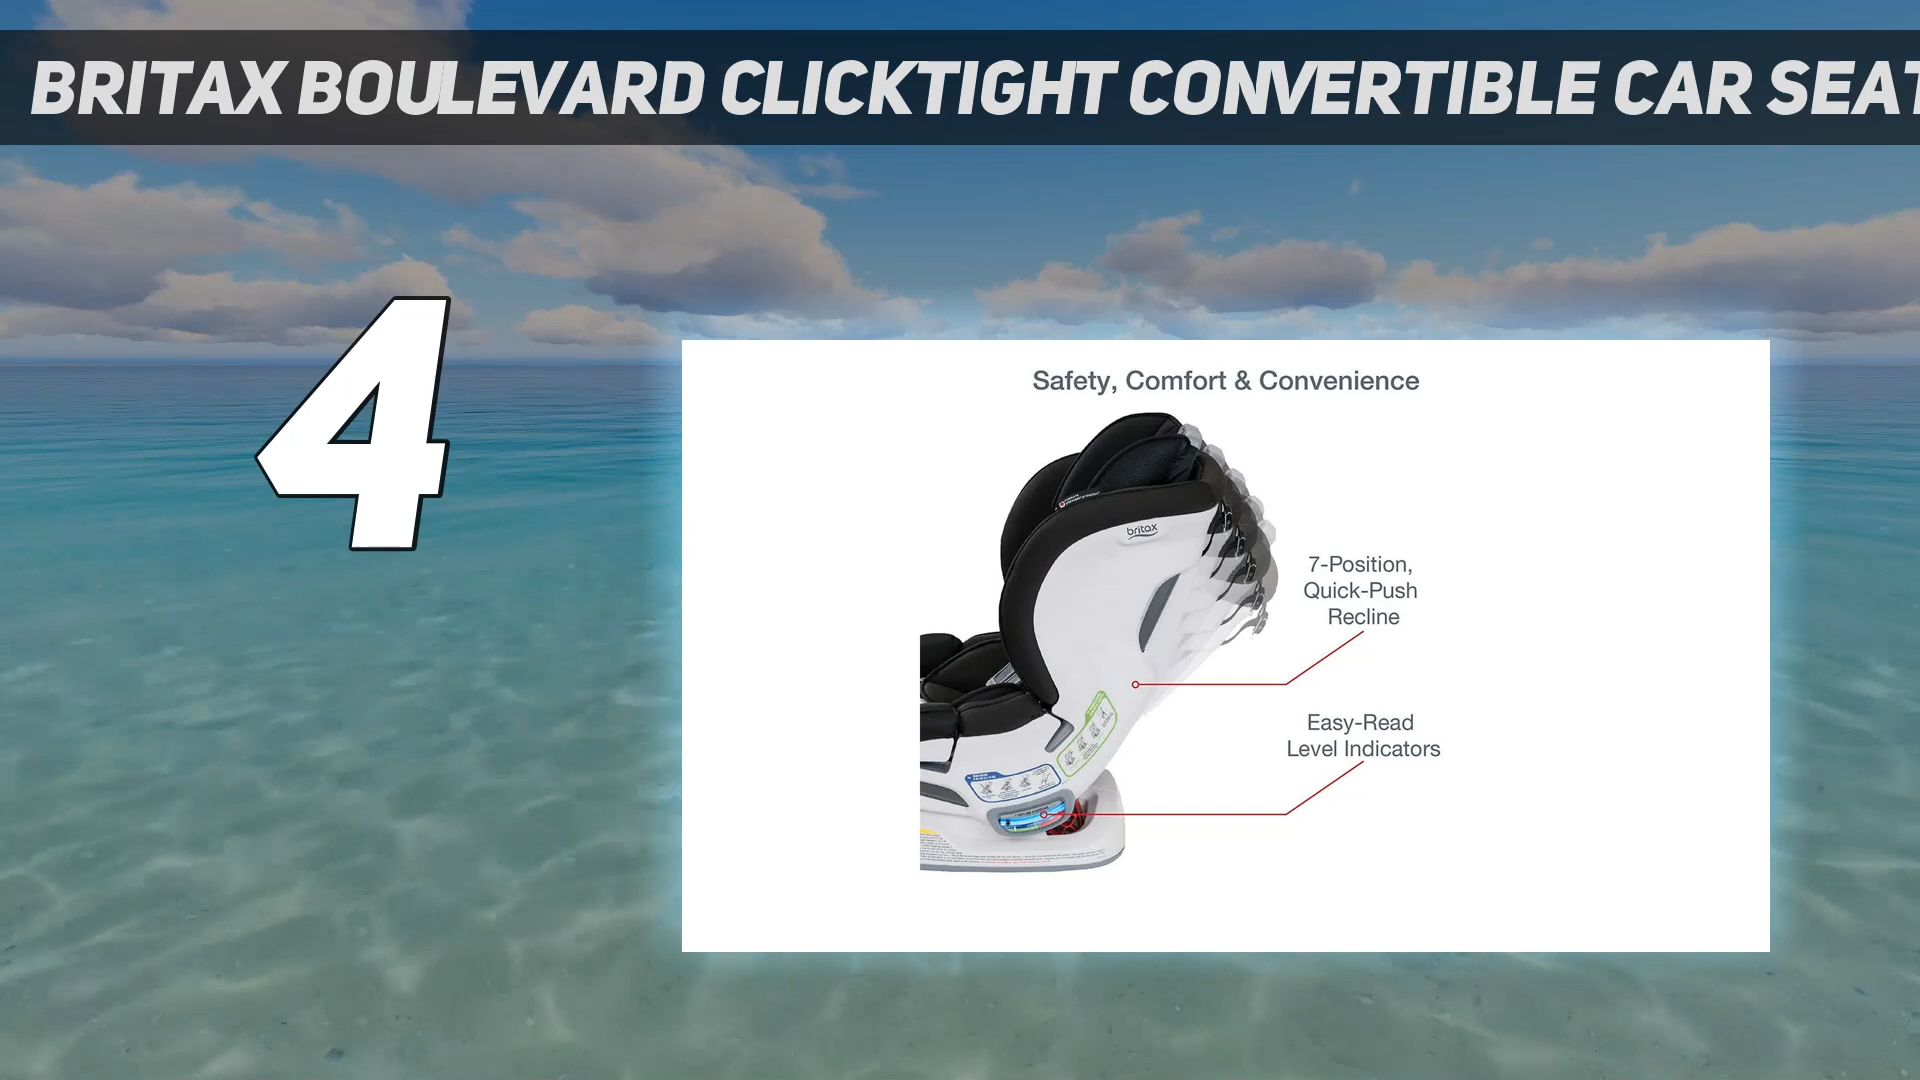 BRITAX BOULEVARD CLICKTIGHT CONVERTIBLE CAR SEAT
4
Safety, Comfort & Convenience
britax
7-Position,
Quick-Push
Recline
Easy-Read
Level Indicators